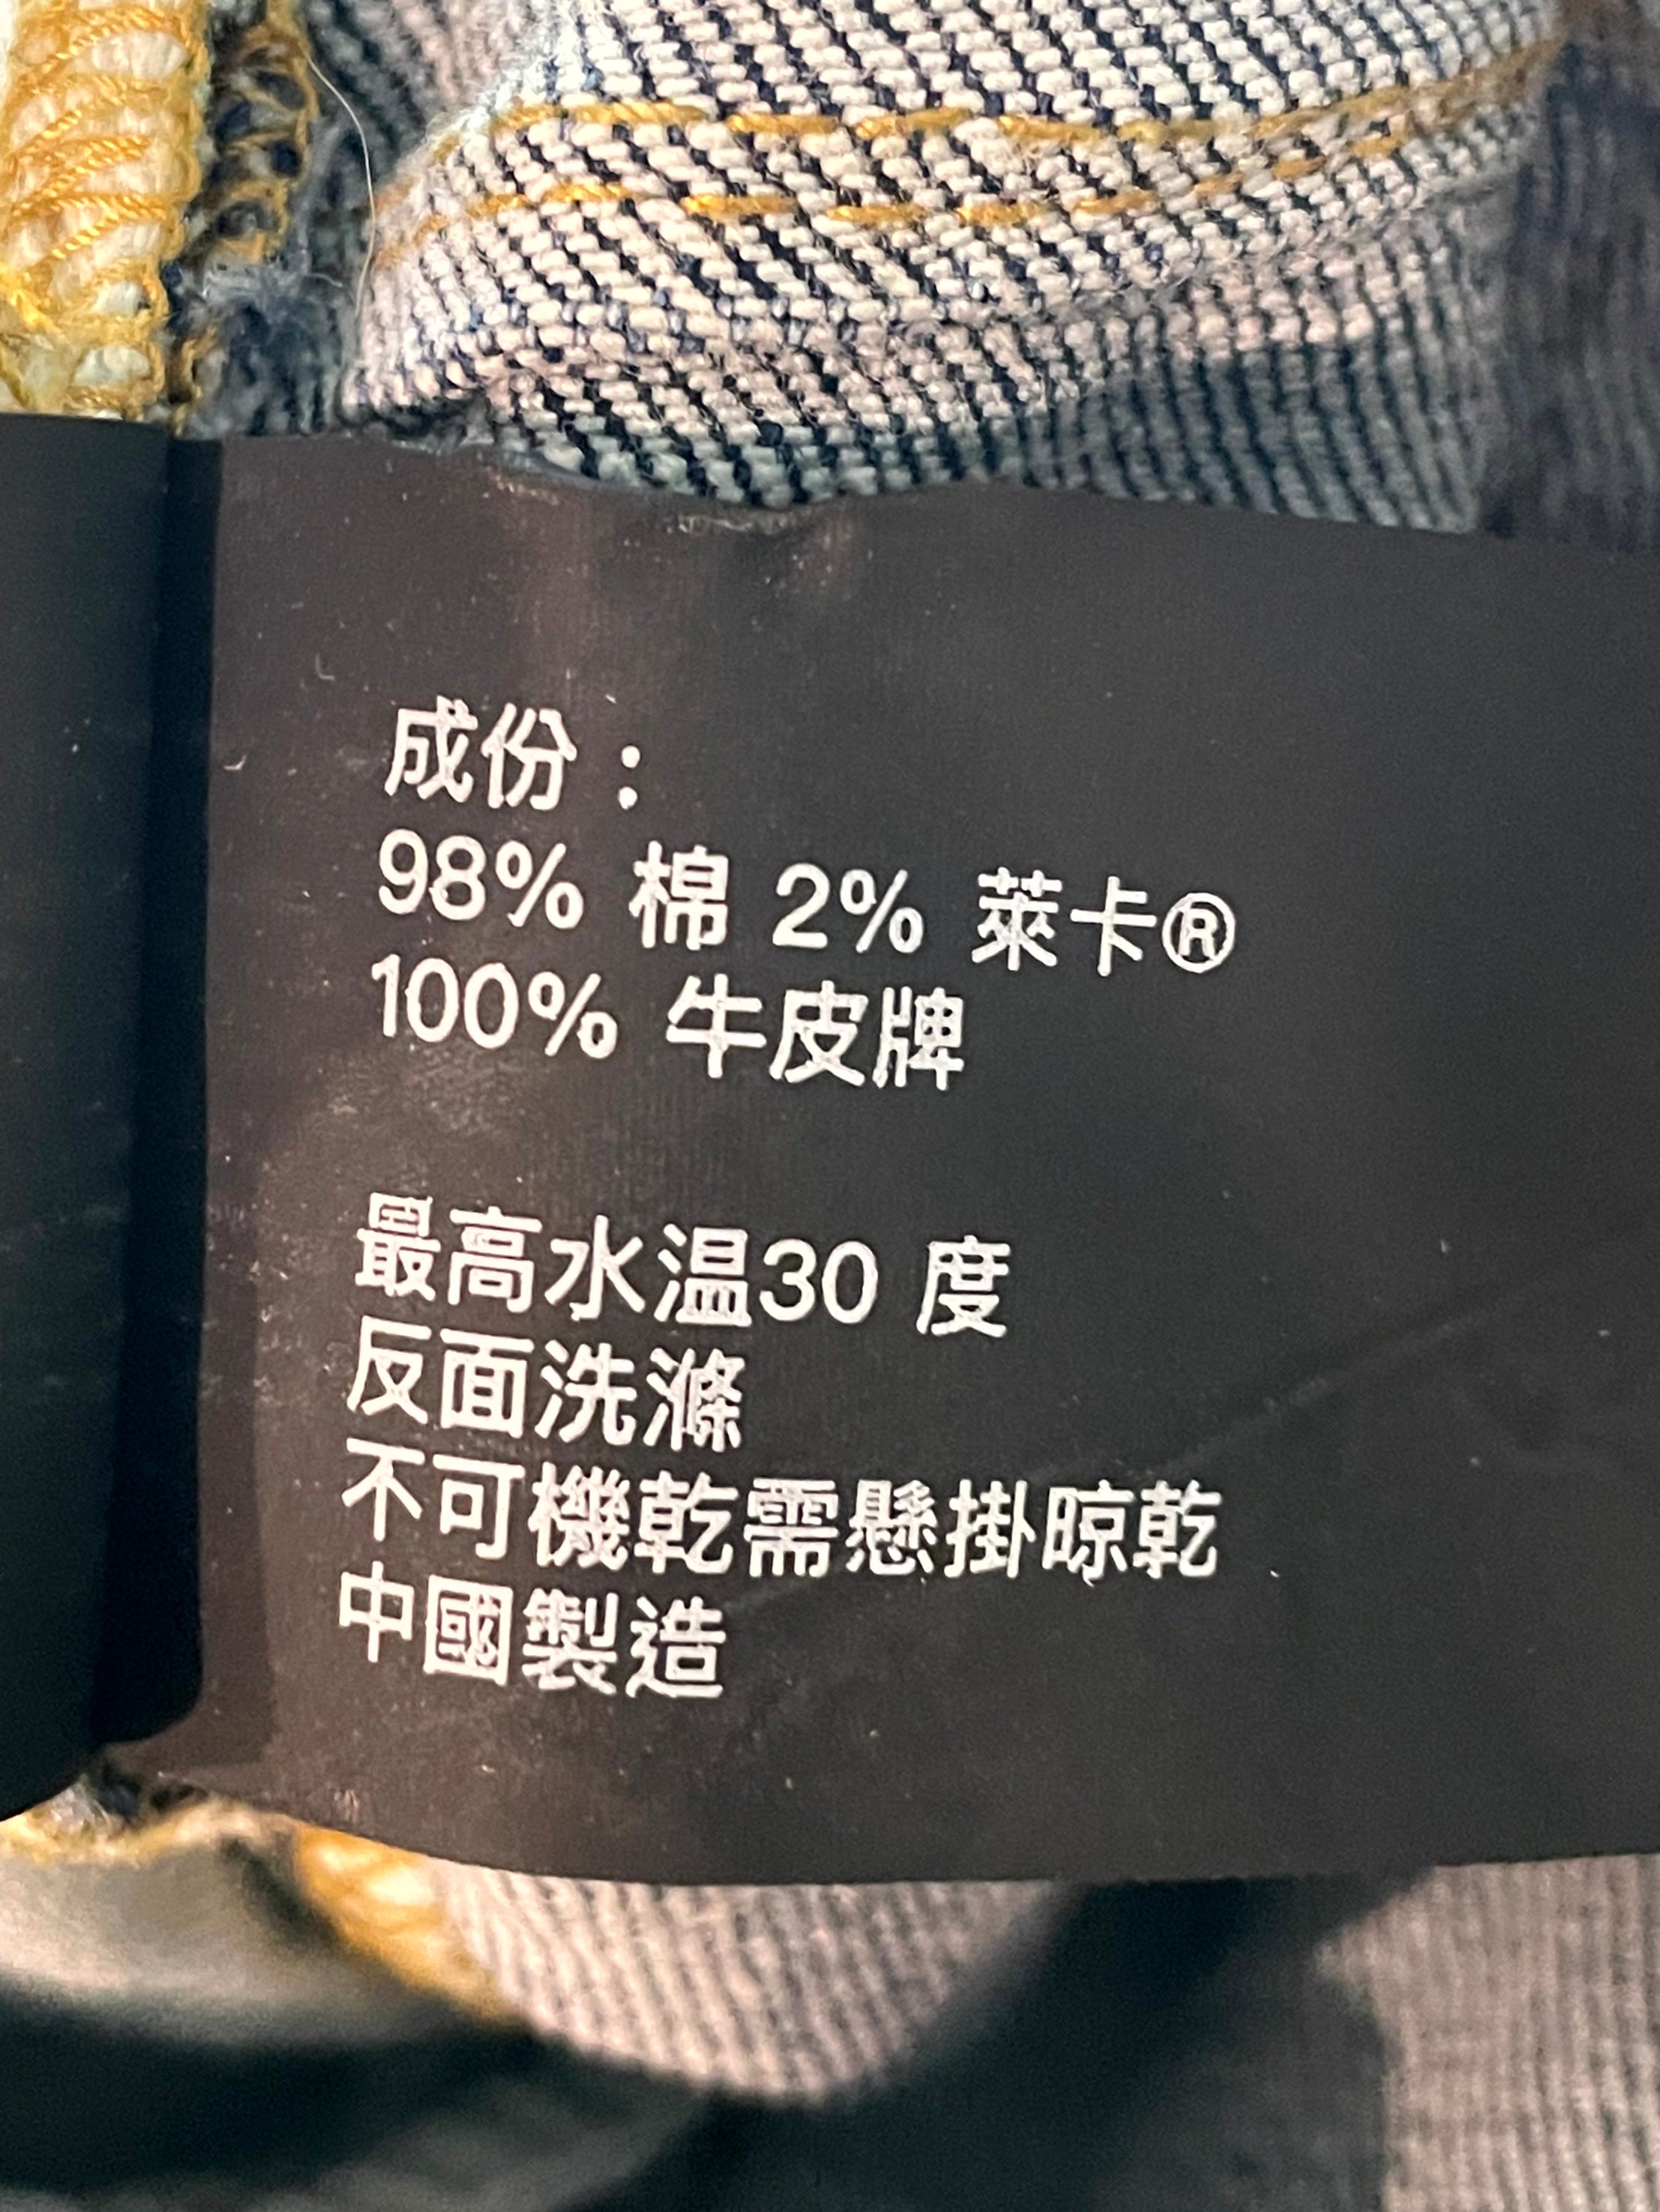 成份：
98% 棉 2% 萊卡®
100% 牛皮牌
最高水温30 度
反面洗滌
不可機乾需懸掛晾乾
中國製造